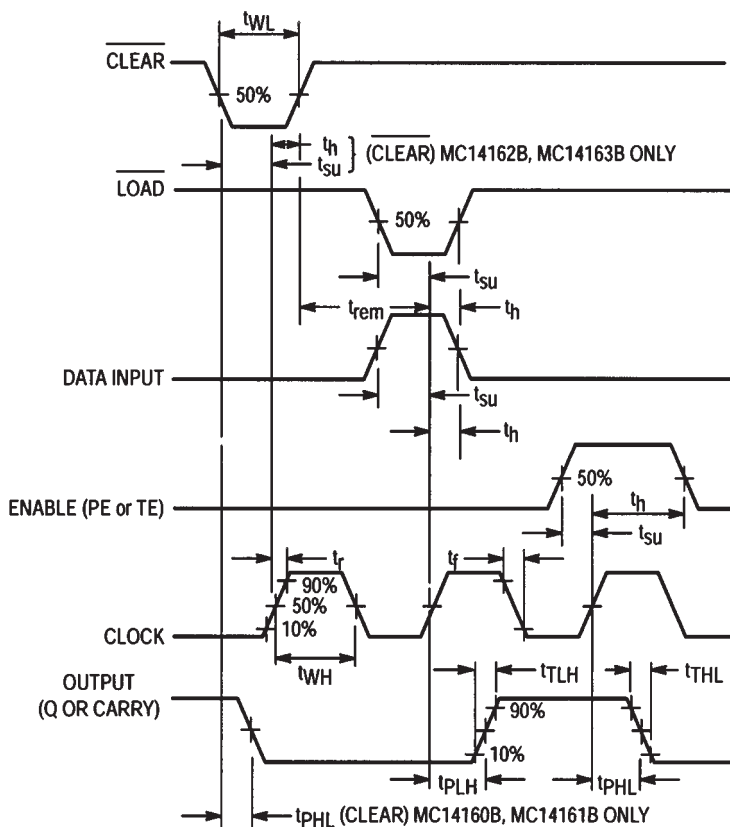 tWL
CLEAR
50%
th
tsu
} (CLEAR) MC14162B, MC14163B ONLY
LOAD
50%
tsu
trem
th
DATA INPUT
tsu
th
ENABLE (PE or TE)
50%
th
tsu
tr
tf
90%
50%
10%
CLOCK
tWH
tTLH
tTHL
OUTPUT
(Q OR CARRY)
90%
10%
tPLH
tPHL
tPHL (CLEAR) MC14160B, MC14161B ONLY